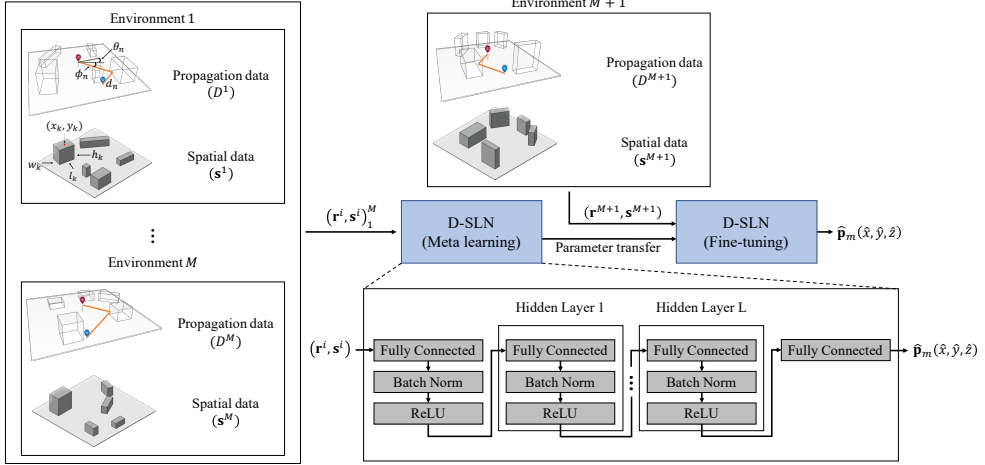 Environment 1
θₙ
ϕₙ
dₙ
Propagation data
(D¹)
(xₖ, yₖ)
wₖ
hₖ
lₖ
Spatial data
(s¹)
⋮
Environment M
Propagation data
(Dᴹ)
Spatial data
(sᴹ)
Environment M + 1
Propagation data
(Dᴹ⁺¹)
Spatial data
(sᴹ⁺¹)
(rⁱ, sⁱ)₁ᴹ
D-SLN
(Meta learning)
(rᴹ⁺¹, sᴹ⁺¹)
Parameter transfer
D-SLN
(Fine-tuning)
p̂ₘ(x̂, ŷ, ẑ)
Hidden Layer 1
Hidden Layer L
(rⁱ, sⁱ)
Fully Connected
Batch Norm
ReLU
Fully Connected
Batch Norm
ReLU
⋮
Fully Connected
Batch Norm
ReLU
Fully Connected
p̂ₘ(x̂, ŷ, ẑ)